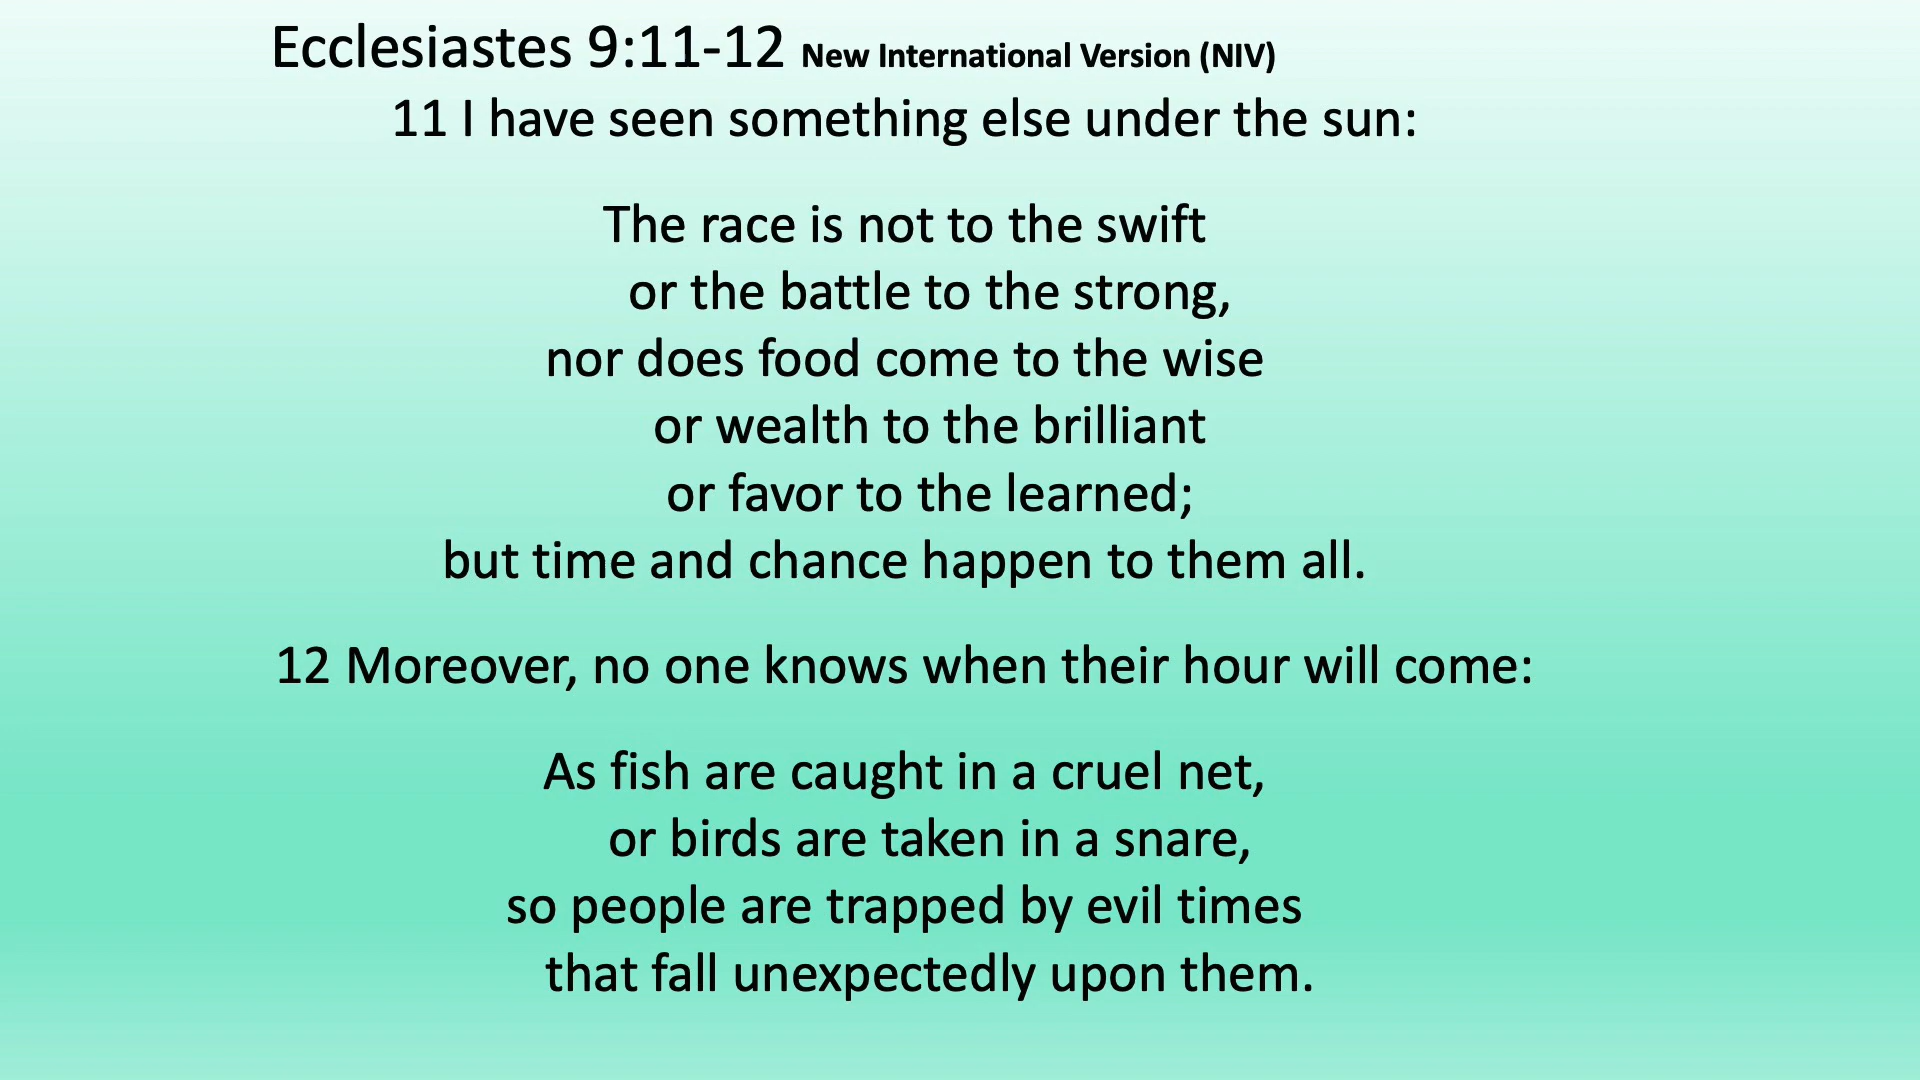 Ecclesiastes 9:11-12 New International Version (NIV)
11 I have seen something else under the sun:
The race is not to the swift
or the battle to the strong,
nor does food come to the wise
or wealth to the brilliant
or favor to the learned;
but time and chance happen to them all.
12 Moreover, no one knows when their hour will come:
As fish are caught in a cruel net,
or birds are taken in a snare,
so people are trapped by evil times
that fall unexpectedly upon them.